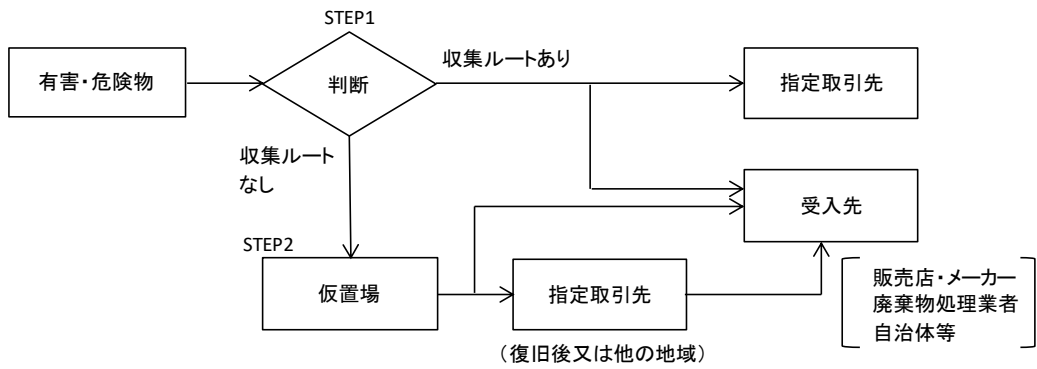 STEP1
有害・危険物
判断
収集ルートあり
指定取引先
収集ルート
なし
受入先
STEP2
仮置場
指定取引先
（復旧後又は他の地域）
販売店・メーカー
廃棄物処理業者
自治体等